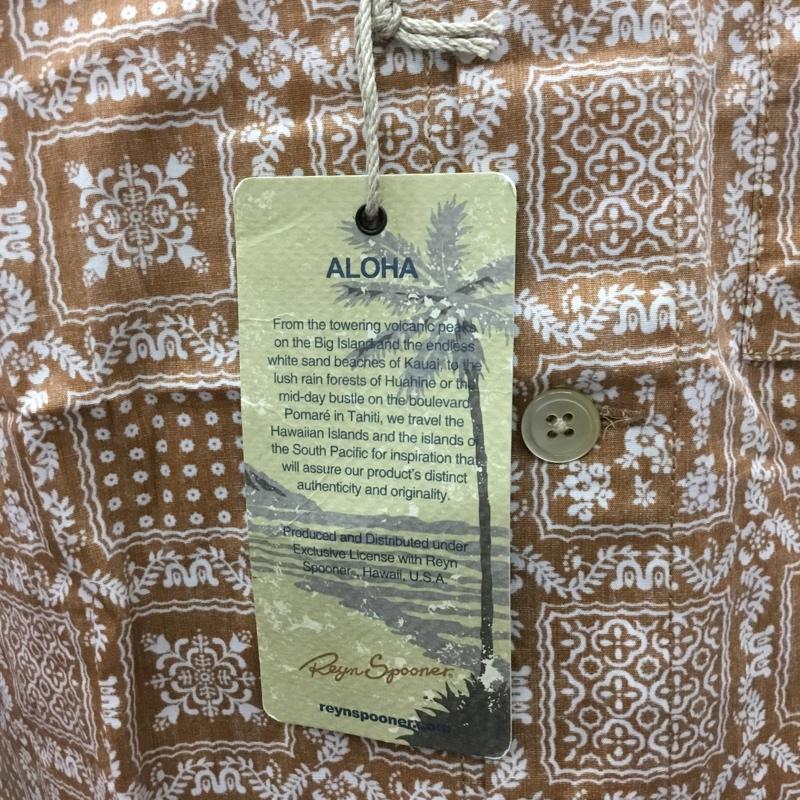 ALOHA
From the towering volcanic peaks
on the Big Island and the endless
white sand beaches of Kauai, to the
lush rain forests of Huahine or the
mid-day bustle on the boulevard
Pomaré in Tahiti, we travel the
Hawaiian Islands and the islands of
the South Pacific for inspiration that
will assure our product's distinct
authenticity and originality.
Produced and Distributed under
Exclusive License with Reyn
Spooner, Hawaii, U.S.A.
Reyn Spooner
reynspooner.com